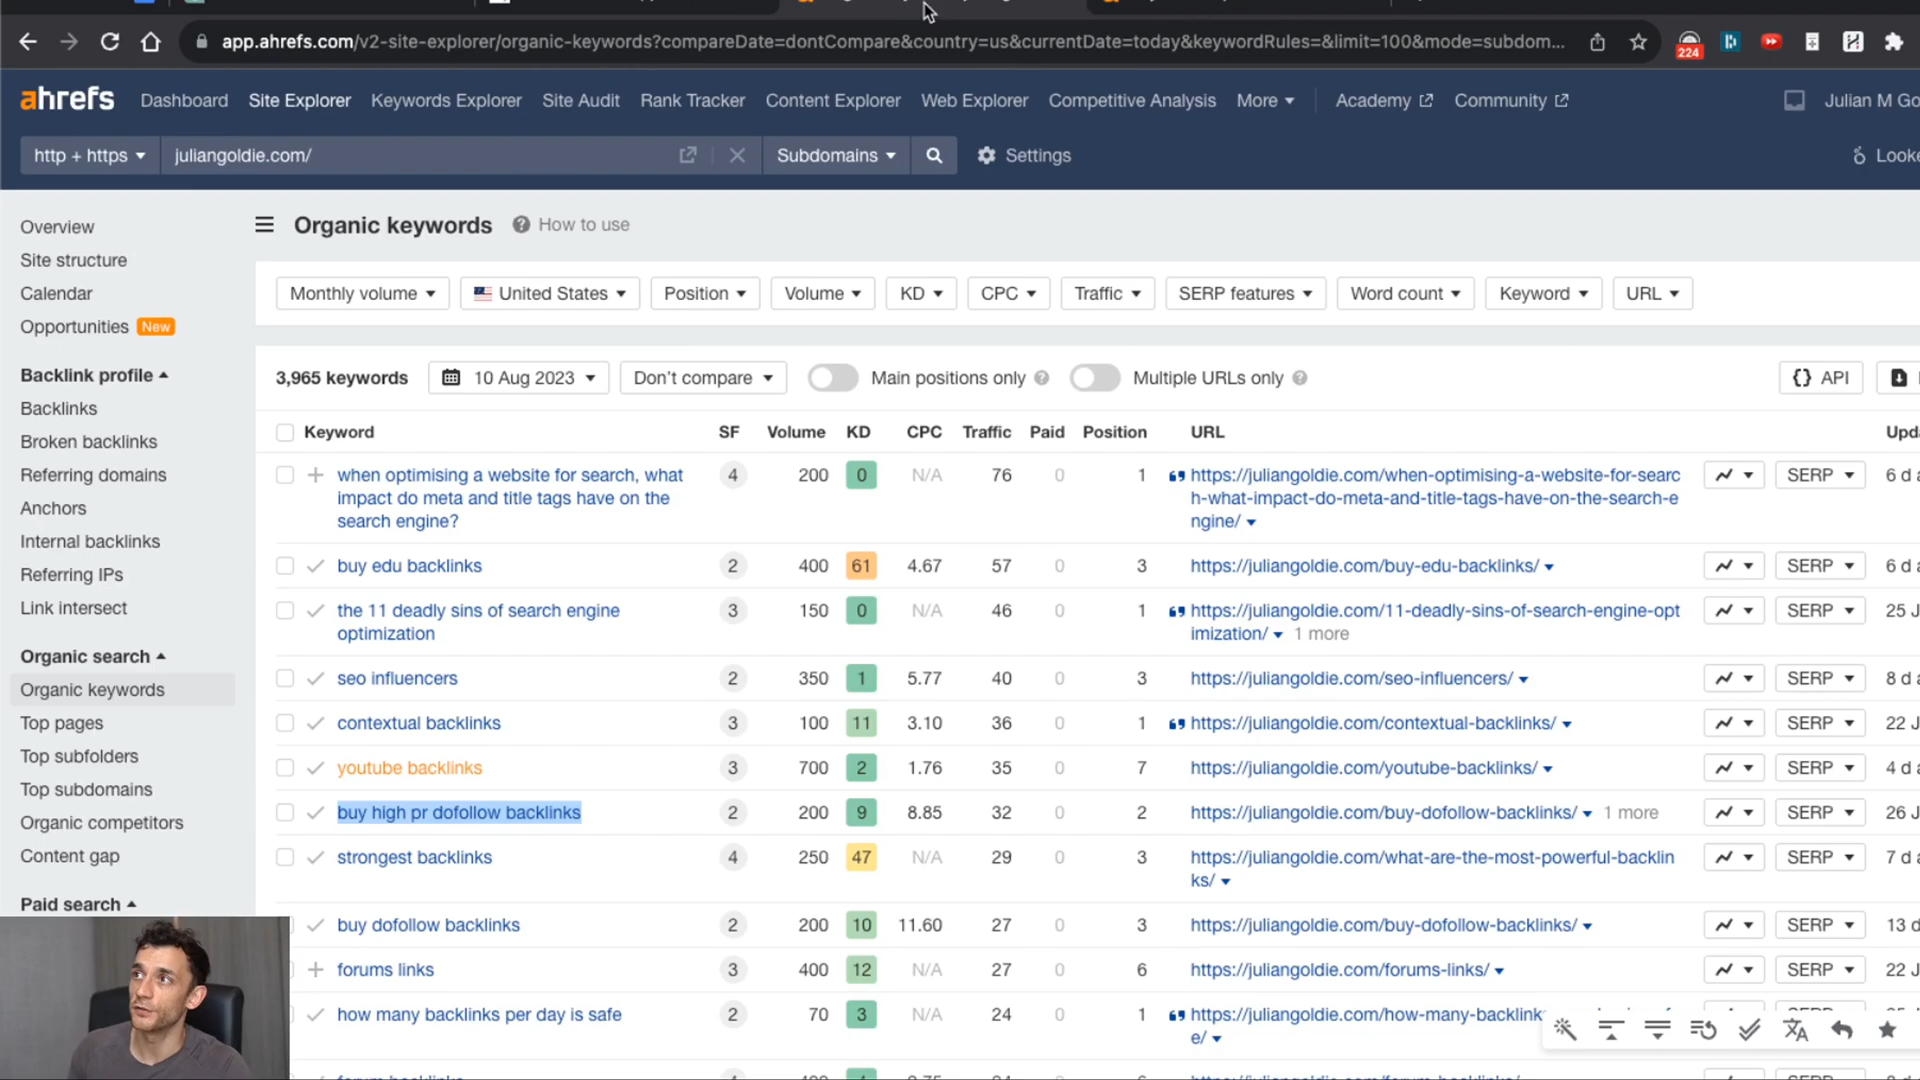 app.ahrefs.com/v2-site-explorer/organic-keywords?compareDate=dontCompare&country=us&currentDate=today&keywordRules=&limit=100&mode=subdom...
224
ahrefs Dashboard Site Explorer Keywords Explorer Site Audit Rank Tracker Content Explorer Web Explorer Competitive Analysis More Academy Community Julian M Go
http + https juliangoldie.com/ Subdomains Settings Looke
Overview
Site structure
Calendar
Opportunities New
Backlink profile
Backlinks
Broken backlinks
Referring domains
Anchors
Internal backlinks
Referring IPs
Link intersect
Organic search
Organic keywords
Top pages
Top subfolders
Top subdomains
Organic competitors
Content gap
Paid search
Organic keywords ? How to use
Monthly volume United States Position Volume KD CPC Traffic SERP features Word count Keyword URL
3,965 keywords 10 Aug 2023 Don't compare Main positions only ? Multiple URLs only ? {} API
Keyword SF Volume KD CPC Traffic Paid Position URL Upda
when optimising a website for search, what 4 200 0 N/A 76 0 1 https://juliangoldie.com/when-optimising-a-website-for-searc SERP 6 d a
impact do meta and title tags have on the h-what-impact-do-meta-and-title-tags-have-on-the-search-e
search engine? ngine/
buy edu backlinks 2 400 61 4.67 57 0 3 https://juliangoldie.com/buy-edu-backlinks/ SERP 6 d a
the 11 deadly sins of search engine 3 150 0 N/A 46 0 1 https://juliangoldie.com/11-deadly-sins-of-search-engine-opt SERP 25 J
optimization imization/ 1 more
seo influencers 2 350 1 5.77 40 0 3 https://juliangoldie.com/seo-influencers/ SERP 8 d a
contextual backlinks 3 100 11 3.10 36 0 1 https://juliangoldie.com/contextual-backlinks/ SERP 22 J
youtube backlinks 3 700 2 1.76 35 0 7 https://juliangoldie.com/youtube-backlinks/ SERP 4 d a
buy high pr dofollow backlinks 2 200 9 8.85 32 0 2 https://juliangoldie.com/buy-dofollow-backlinks/ 1 more SERP 26 J
strongest backlinks 4 250 47 N/A 29 0 3 https://juliangoldie.com/what-are-the-most-powerful-backlin SERP 7 d a
ks/
buy dofollow backlinks 2 200 10 11.60 27 0 3 https://juliangoldie.com/buy-dofollow-backlinks/ SERP 13 d
forums links 3 400 12 N/A 27 0 6 https://juliangoldie.com/forums-links/ SERP 22 J
how many backlinks per day is safe 2 70 3 N/A 24 0 1 https://juliangoldie.com/how-many-backlink
e/